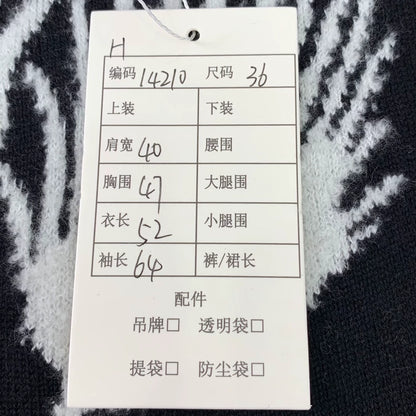 H
编码 14210 尺码 36
上装 下装
肩宽 40 腰围
胸围 47 大腿围
衣长 52 小腿围
袖长 64 裤/裙长
配件
吊牌□ 透明袋□
提袋□ 防尘袋□